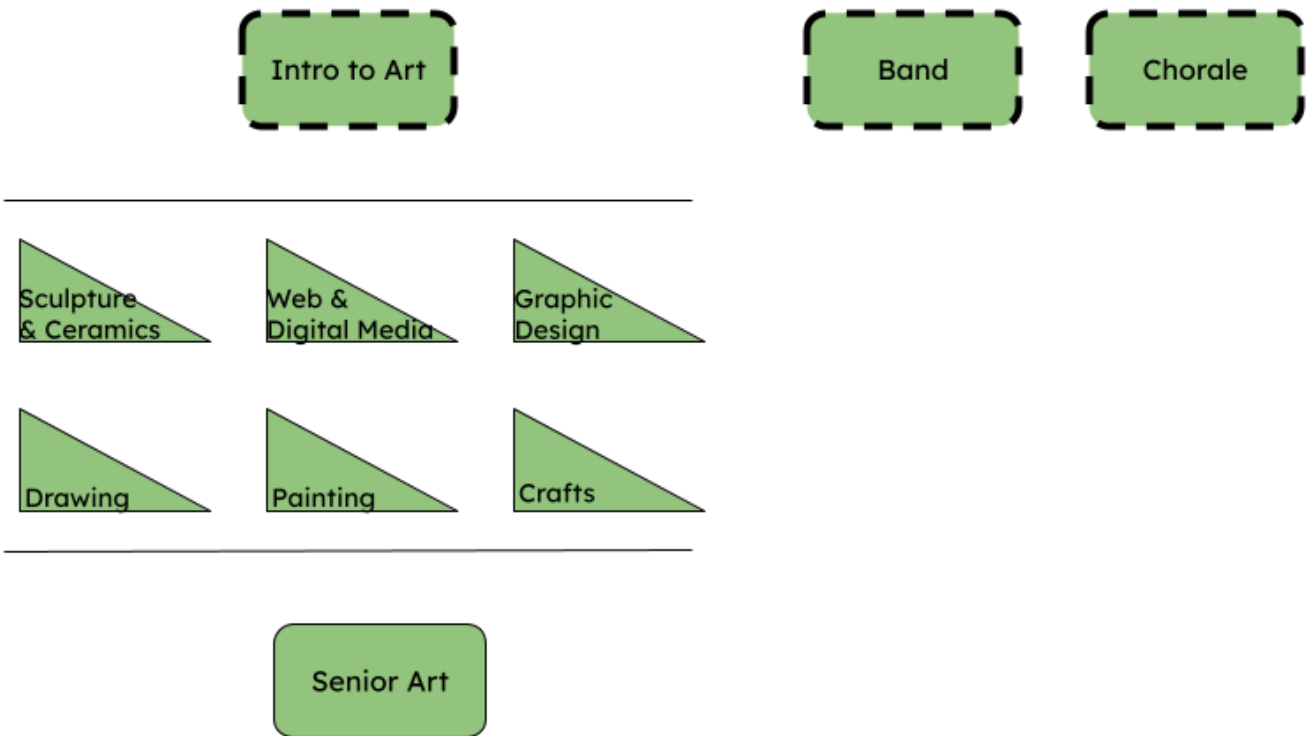 Intro to Art
Band
Chorale
Sculpture
& Ceramics
Web &
Digital Media
Graphic
Design
Drawing
Painting
Crafts
Senior Art